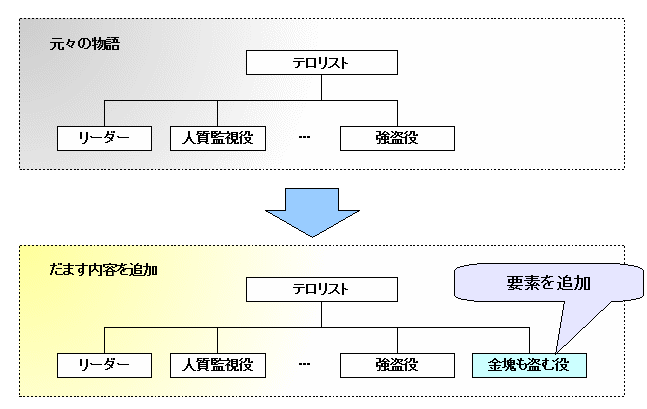 元々の物語
テロリスト
リーダー
人質監視役
…
強盗役
だます内容を追加
要素を追加
テロリスト
リーダー
人質監視役
…
強盗役
金塊も盗む役